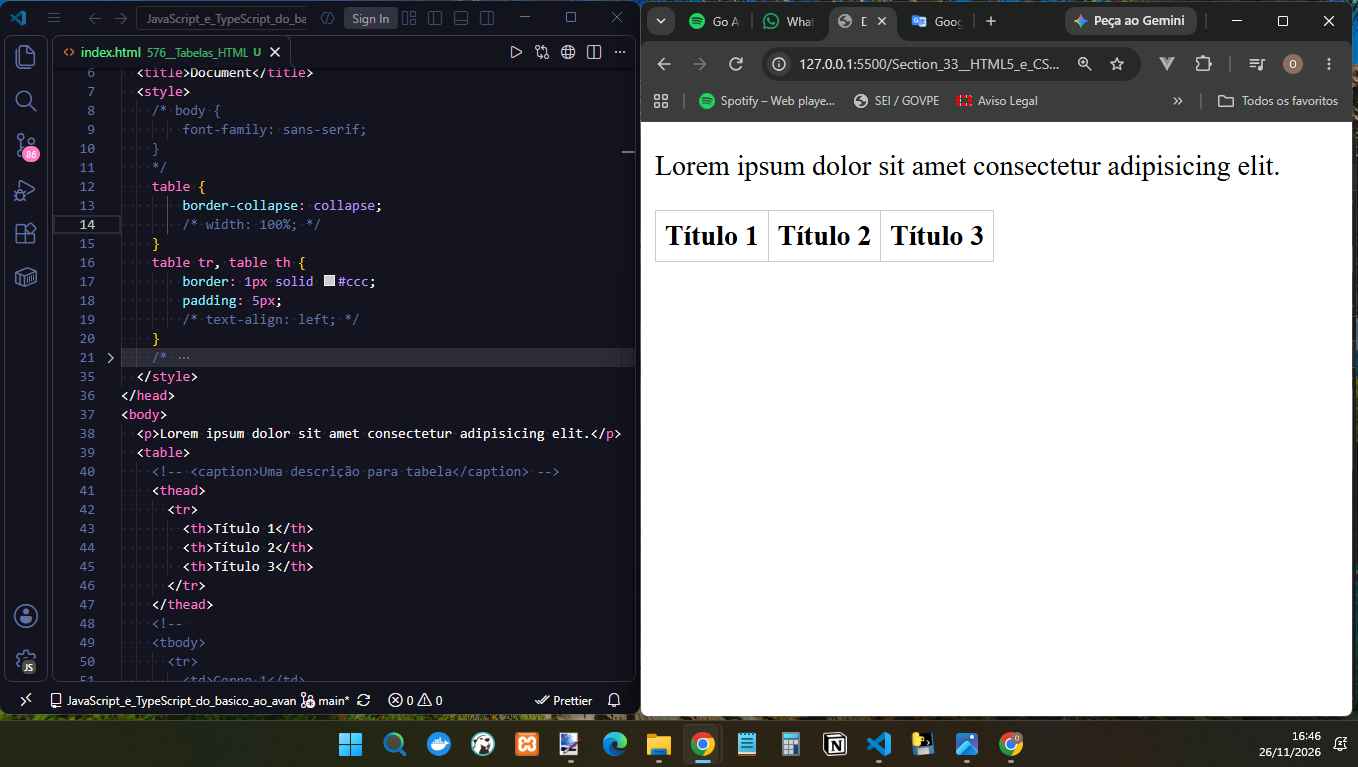 JavaScript_e_TypeScript_do_ba
Sign In
index.html 576__Tabelas_HTML U
6 <title>Document</title>
7 <style>
8 /* body {
9 font-family: sans-serif;
10 }
11 */
12 table {
13 border-collapse: collapse;
14 /* width: 100%; */
15 }
16 table tr, table th {
17 border: 1px solid #ccc;
18 padding: 5px;
19 /* text-align: left; */
20 }
21 /* ...
35 </style>
36 </head>
37 <body>
38 <p>Lorem ipsum dolor sit amet consectetur adipisicing elit.</p>
39 <table>
40 <!-- <caption>Uma descrição para tabela</caption> -->
41 <thead>
42 <tr>
43 <th>Título 1</th>
44 <th>Título 2</th>
45 <th>Título 3</th>
46 </tr>
47 </thead>
48 <!--
49 <tbody>
50 <tr>
51
86
JS
JavaScript_e_TypeScript_do_basico_ao_avan main* 0 0 Prettier
Go A What D Goog Peça ao Gemini
127.0.0.1:5500/Section_33__HTML5_e_CS... O
Spotify – Web playe... SEI / GOVPE Aviso Legal » Todos os favoritos
Lorem ipsum dolor sit amet consectetur adipisicing elit.
Título 1 Título 2 Título 3
16:46
26/11/2026